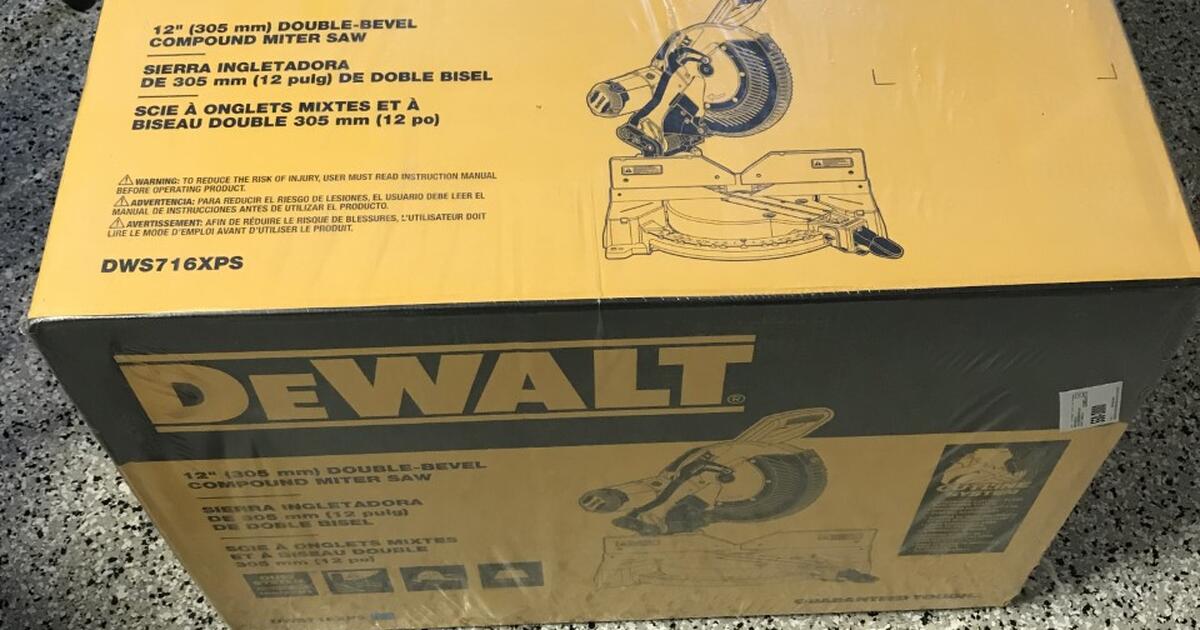 12" (305 mm) DOUBLE-BEVEL
COMPOUND MITER SAW
SIERRA INGLETADORA
DE 305 mm (12 pulg) DE DOBLE BISEL
SCIE À ONGLETS MIXTES ET À
BISEAU DOUBLE 305 mm (12 po)
⚠ WARNING: TO REDUCE THE RISK OF INJURY, USER MUST READ INSTRUCTION MANUAL
BEFORE OPERATING PRODUCT.
⚠ ADVERTENCIA: PARA REDUCIR EL RIESGO DE LESIONES, EL USUARIO DEBE LEER EL
MANUAL DE INSTRUCCIONES ANTES DE UTILIZAR EL PRODUCTO.
⚠ AVERTISSEMENT: AFIN DE RÉDUIRE LE RISQUE DE BLESSURES, L'UTILISATEUR DOIT
LIRE LE MODE D'EMPLOI AVANT D'UTILISER LE PRODUIT.
DWS716XPS
DEWALT®
12" (305 mm) DOUBLE-BEVEL
COMPOUND MITER SAW
SIERRA INGLETADORA
DE 305 mm (12 pulg)
DE DOBLE BISEL
SCIE À ONGLETS MIXTES
ET À BISEAU DOUBLE
305 mm (12 po)
SYSTEM
DWS716XPS
GUARANTEED TOUGH.